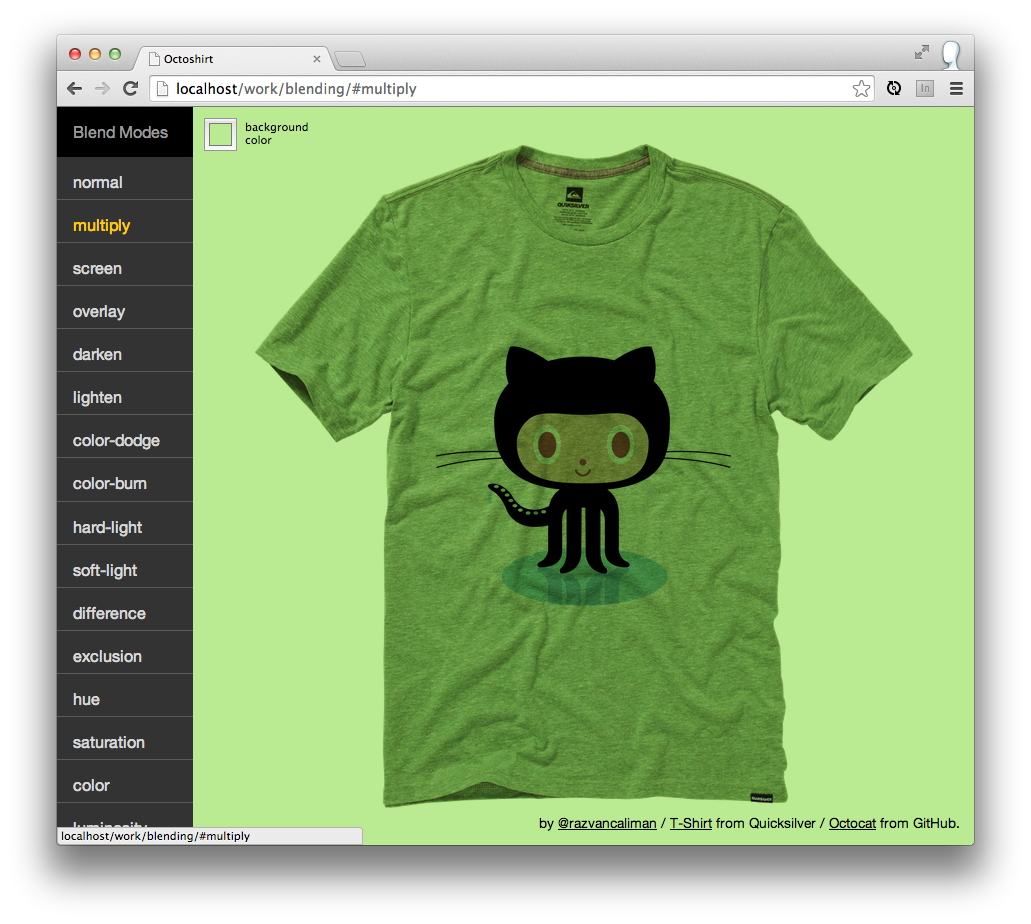 Octoshirt
localhost/work/blending/#multiply
In
Blend Modes
normal
multiply
screen
overlay
darken
lighten
color-dodge
color-burn
hard-light
soft-light
difference
exclusion
hue
saturation
color
luminosity
localhost/work/blending/#multiply
background
color
QUIKSILVER
by @razvancaliman / T-Shirt from Quicksilver / Octocat from GitHub.